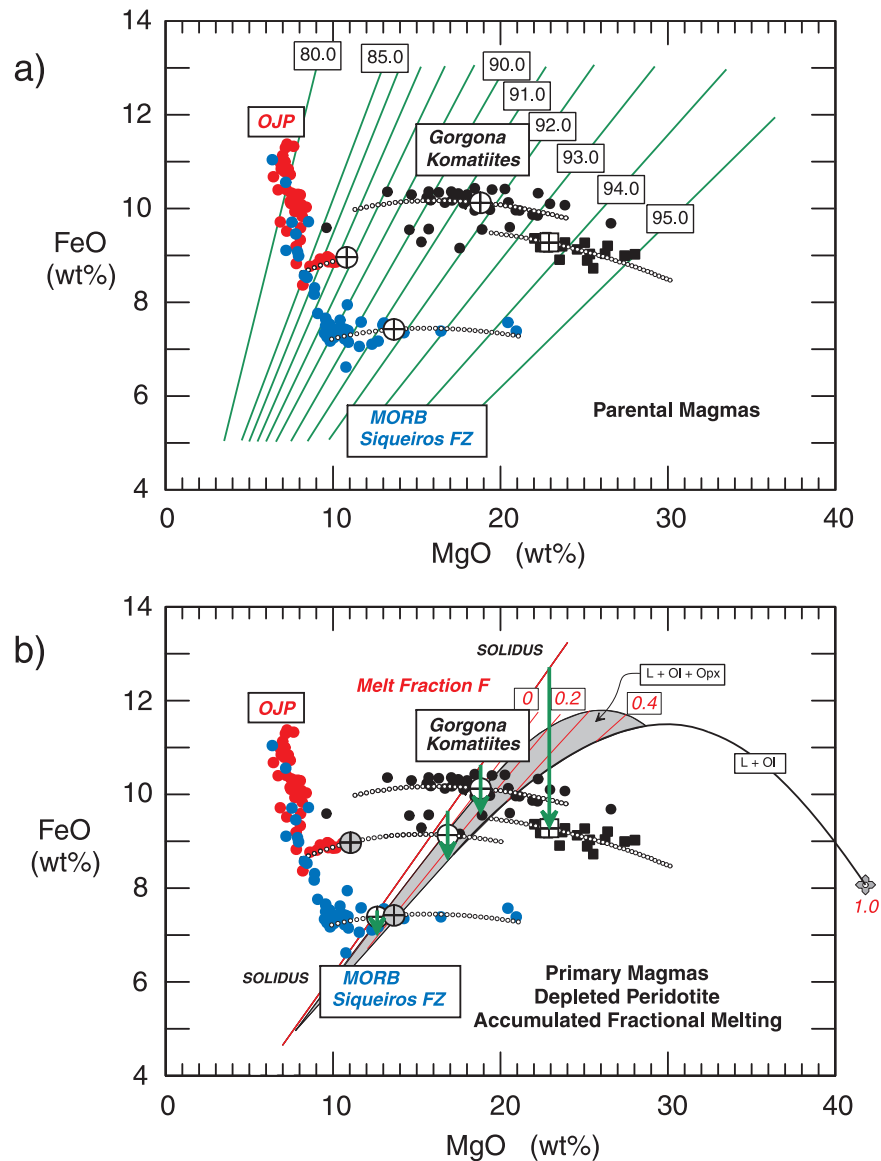 a)
14
12
10
8
6
4
FeO
(wt%)
80.0
85.0
90.0
91.0
92.0
93.0
94.0
95.0
OJP
Gorgona
Komatiites
MORB
Siqueiros FZ
Parental Magmas
0
10
20
30
40
MgO (wt%)
b)
14
12
10
8
6
4
FeO
(wt%)
SOLIDUS
L + Ol + Opx
Melt Fraction F
0
0.2
0.4
OJP
Gorgona
Komatiites
L + Ol
1.0
SOLIDUS
MORB
Siqueiros FZ
Primary Magmas
Depleted Peridotite
Accumulated Fractional Melting
0
10
20
30
40
MgO (wt%)